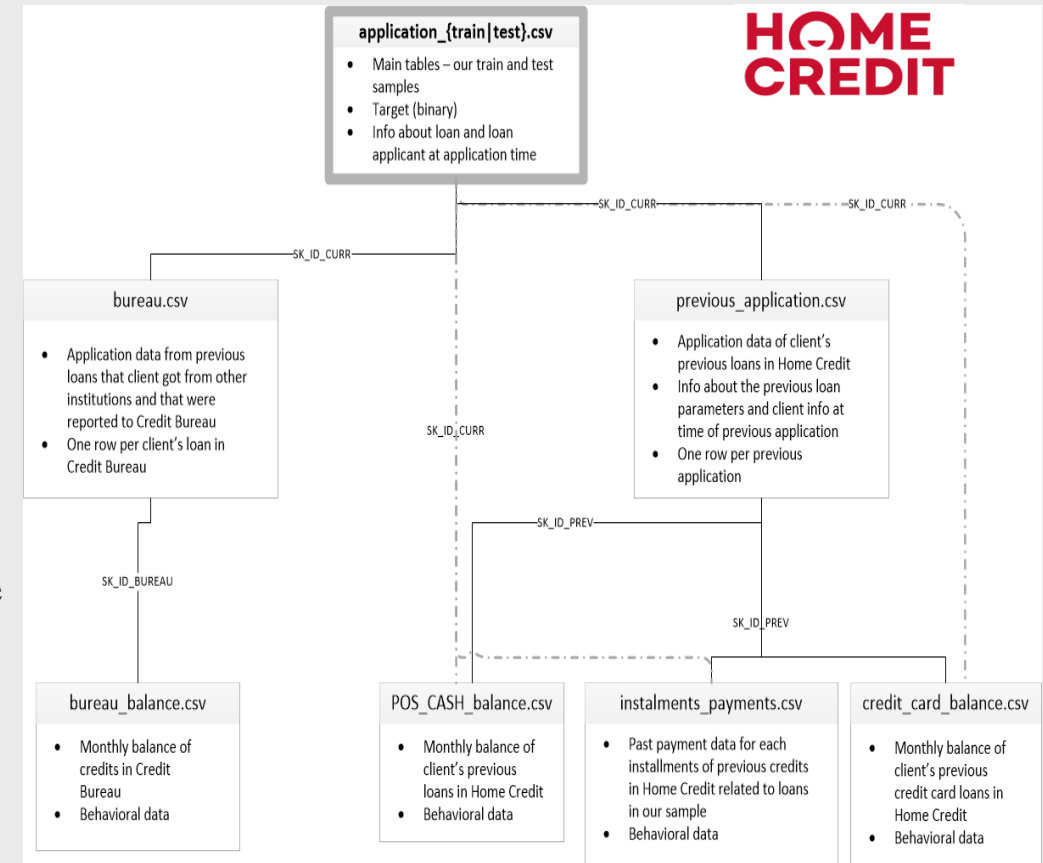 application_{train|test}.csv
• Main tables – our train and test
samples
• Target (binary)
• Info about loan and loan
applicant at application time
HOME
CREDIT
SK_ID_CURR
SK_ID_CURR
SK_ID_CURR
bureau.csv
• Application data from previous
loans that client got from other
institutions and that were
reported to Credit Bureau
• One row per client's loan in
Credit Bureau
previous_application.csv
• Application data of client's
previous loans in Home Credit
• Info about the previous loan
parameters and client info at
time of previous application
• One row per previous
application
SK_ID_CURR
SK_ID_PREV
SK_ID_BUREAU
SK_ID_PREV
bureau_balance.csv
• Monthly balance of
credits in Credit
Bureau
• Behavioral data
POS_CASH_balance.csv
• Monthly balance of
client's previous
loans in Home Credit
• Behavioral data
instalments_payments.csv
• Past payment data for each
installments of previous credits
in Home Credit related to loans
in our sample
• Behavioral data
credit_card_balance.csv
• Monthly balance of
client's previous
credit card loans in
Home Credit
• Behavioral data